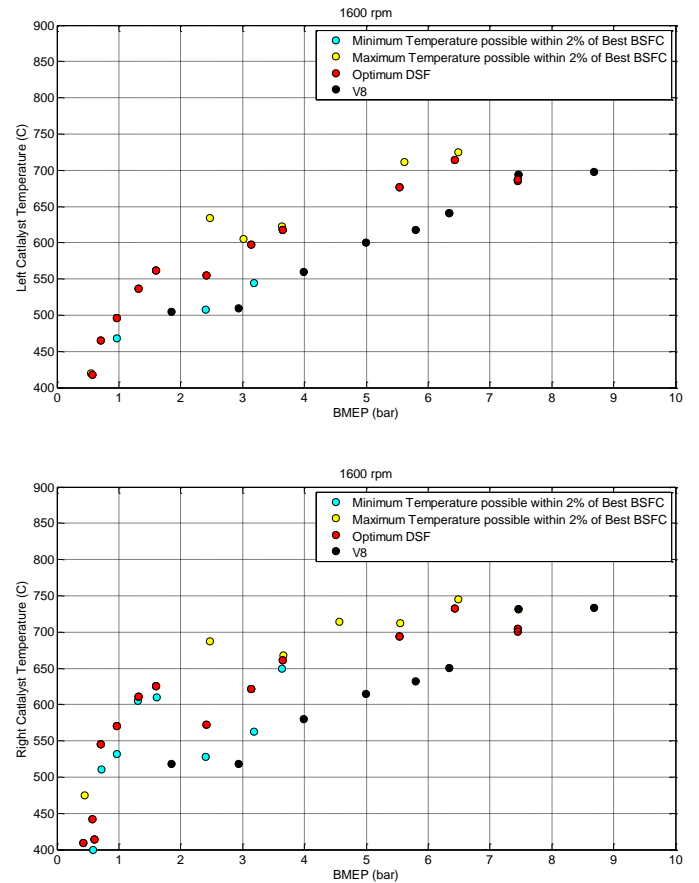 1600 rpm
900
850
800
750
700
650
600
550
500
450
400
Left Catlalyst Temperature (C)
Minimum Temperature possible within 2% of Best BSFC
Maximum Temperature possible within 2% of Best BSFC
Optimum DSF
V8
0 1 2 3 4 5 6 7 8 9 10
BMEP (bar)
1600 rpm
900
850
800
750
700
650
600
550
500
450
400
Right Catlalyst Temperature (C)
Minimum Temperature possible within 2% of Best BSFC
Maximum Temperature possible within 2% of Best BSFC
Optimum DSF
V8
0 1 2 3 4 5 6 7 8 9 10
BMEP (bar)